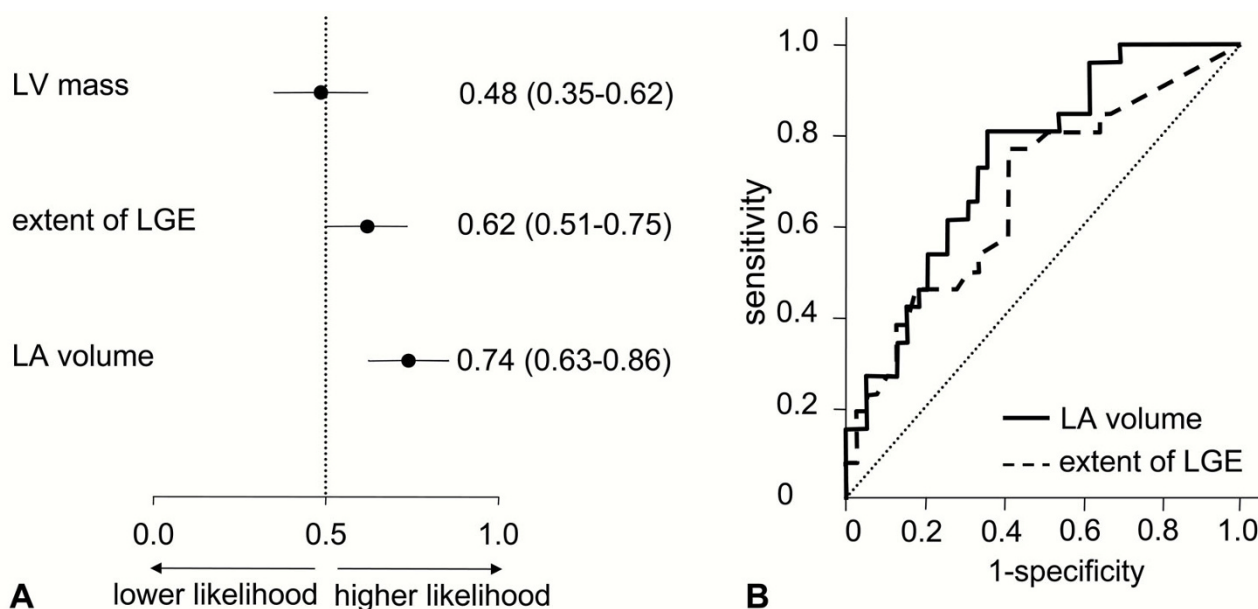 LV mass 0.48 (0.35-0.62)
extent of LGE 0.62 (0.51-0.75)
LA volume 0.74 (0.63-0.86)
0.0 0.5 1.0
lower likelihood higher likelihood
A
sensitivity
1.0
0.8
0.6
0.4
0.2
0
LA volume
extent of LGE
0 0.2 0.4 0.6 0.8 1.0
1-specificity
B